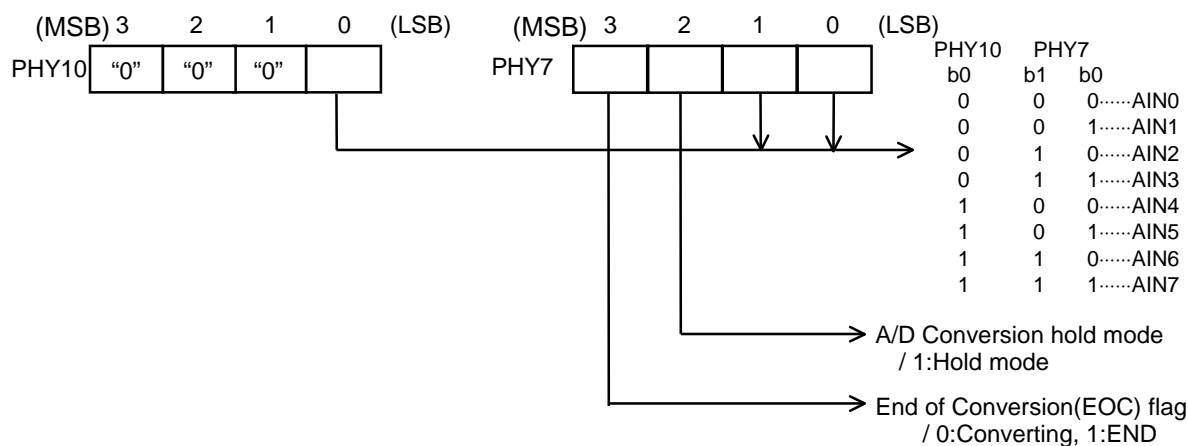 (MSB) 3 2 1 0 (LSB) (MSB) 3 2 1 0 (LSB)
PHY10 “0” “0” “0” PHY7
PHY10 PHY7
b0 b1 b0
0 0 0······AIN0
0 0 1······AIN1
0 1 0······AIN2
0 1 1······AIN3
1 0 0······AIN4
1 0 1······AIN5
1 1 0······AIN6
1 1 1······AIN7
A/D Conversion hold mode
/ 1:Hold mode
End of Conversion(EOC) flag
/ 0:Converting, 1:END